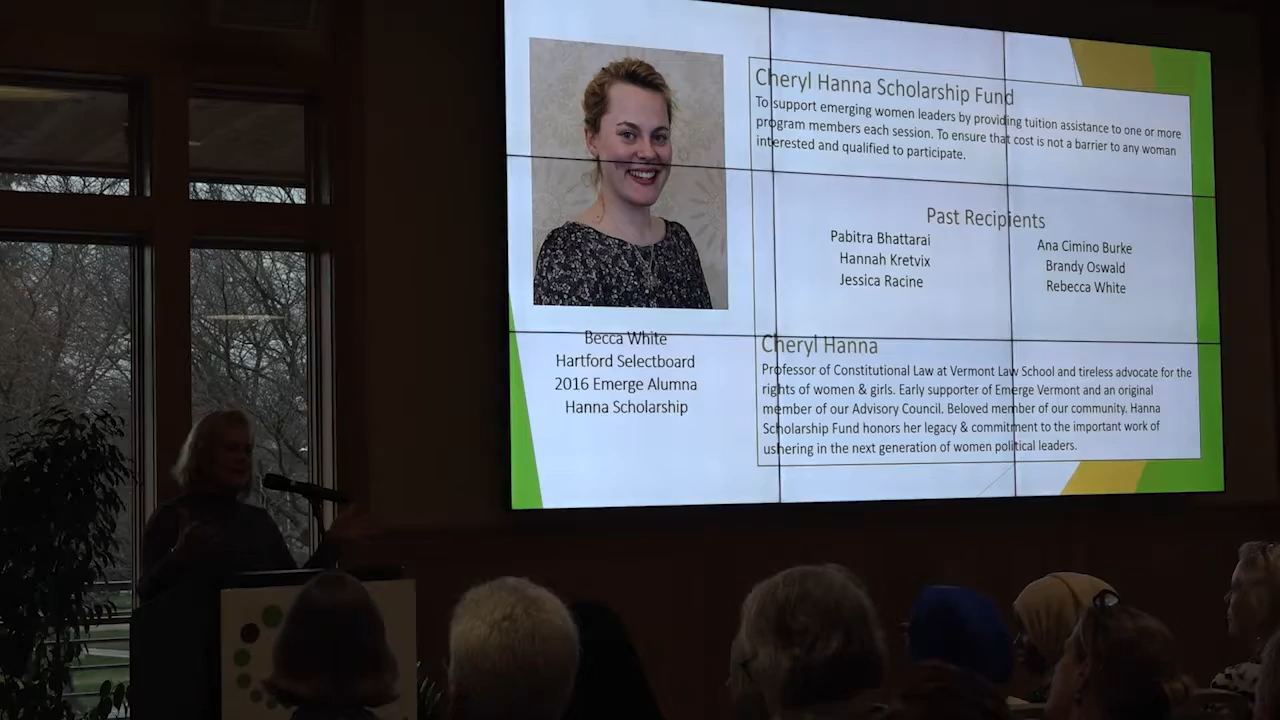 Cheryl Hanna Scholarship Fund
To support emerging women leaders by providing tuition assistance to one or more
program members each session. To ensure that cost is not a barrier to any woman
interested and qualified to participate.
Past Recipients
Pabitra Bhattarai
Hannah Kretvix
Jessica Racine
Ana Cimino Burke
Brandy Oswald
Rebecca White
Becca White
Hartford Selectboard
2016 Emerge Alumna
Hanna Scholarship
Cheryl Hanna
Professor of Constitutional Law at Vermont Law School and tireless advocate for the
rights of women & girls. Early supporter of Emerge Vermont and an original
member of our Advisory Council. Beloved member of our community. Hanna
Scholarship Fund honors her legacy & commitment to the important work of
ushering in the next generation of women political leaders.